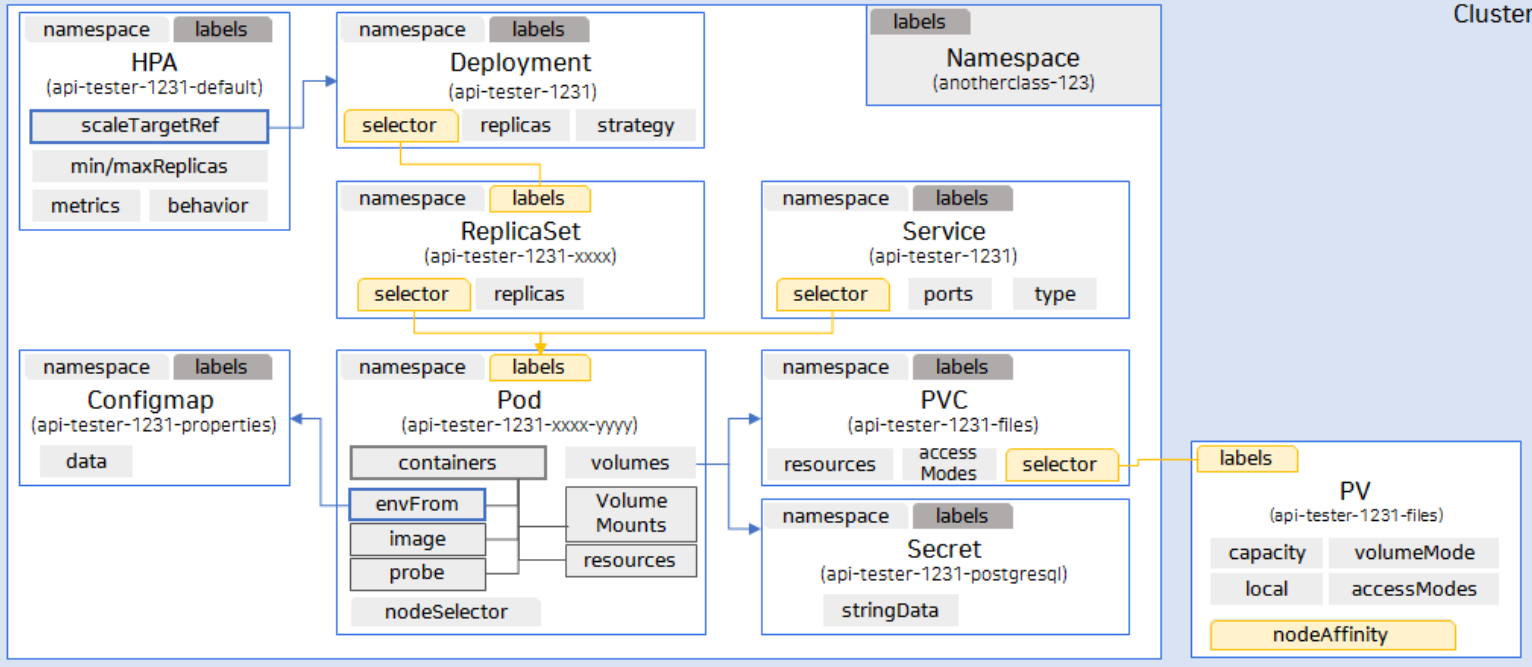 Cluster
namespace labels
HPA
(api-tester-1231-default)
scaleTargetRef
min/maxReplicas
metrics behavior
namespace labels
Deployment
(api-tester-1231)
selector replicas strategy
labels
Namespace
(anotherclass-123)
namespace labels
ReplicaSet
(api-tester-1231-xxxx)
selector replicas
namespace labels
Service
(api-tester-1231)
selector ports type
namespace labels
Configmap
(api-tester-1231-properties)
data
namespace labels
Pod
(api-tester-1231-xxxx-yyyy)
containers volumes
envFrom
image
probe
Volume
Mounts
resources
nodeSelector
namespace labels
PVC
(api-tester-1231-files)
resources
access
Modes
selector
namespace labels
Secret
(api-tester-1231-postgresql)
stringData
labels
PV
(api-tester-1231-files)
capacity volumeMode
local accessModes
nodeAffinity